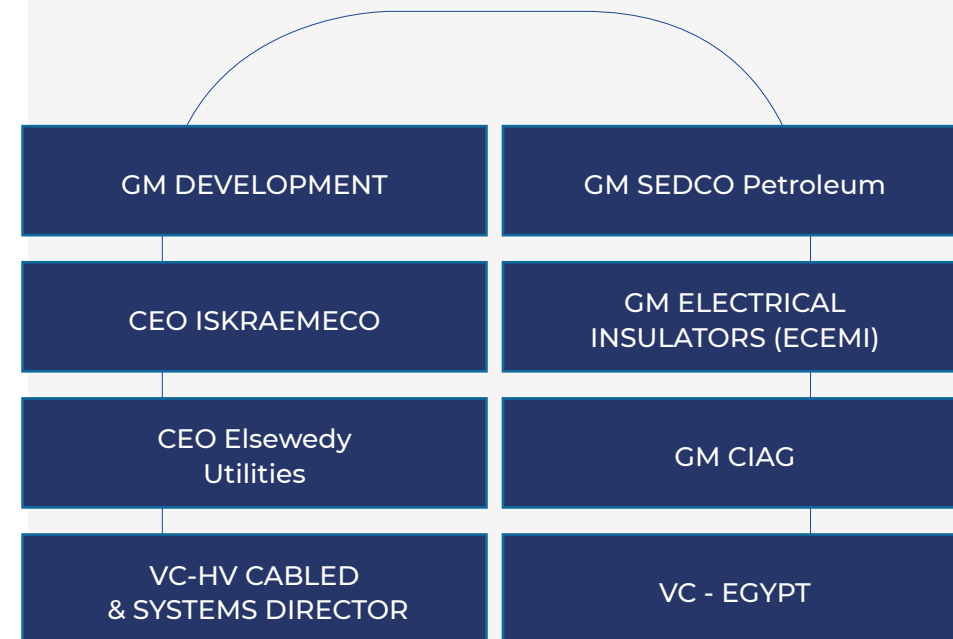 GM DEVELOPMENT
GM SEDCO Petroleum
CEO ISKRAEMECO
GM ELECTRICAL
INSULATORS (ECEMI)
CEO Elsewedy
Utilities
GM CIAG
VC-HV CABLED
& SYSTEMS DIRECTOR
VC - EGYPT